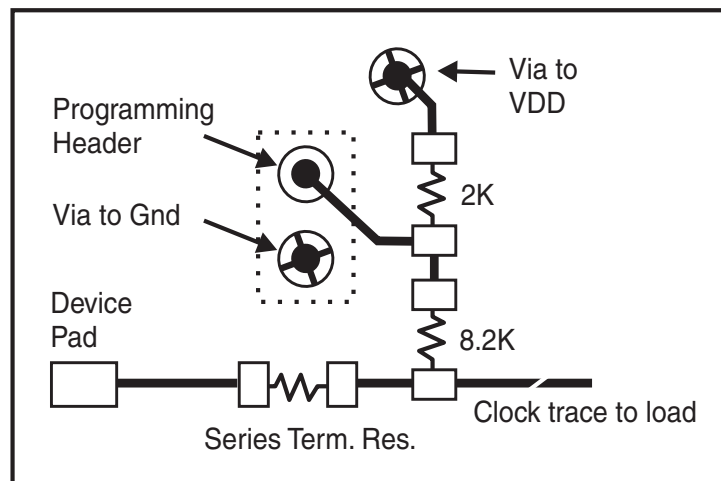 Via to
VDD
Programming
Header
2K
Via to Gnd
Device
Pad
8.2K
Clock trace to load
Series Term. Res.